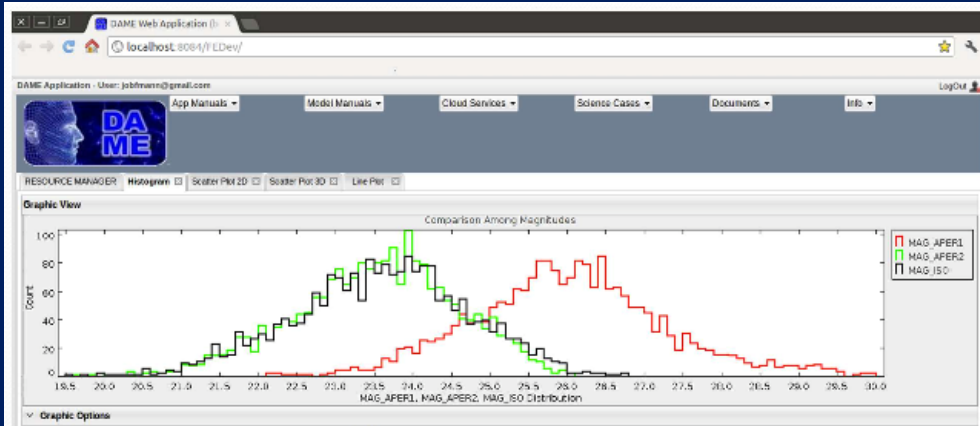 DAME Web Application (b
localhost:8084/FEDev/
DAME Application - User: jobfmann@gmail.com
LogOut
DA
ME
App Manuals
Model Manuals
Cloud Services
Science Cases
Documents
Info
RESOURCE MANAGER
Histogram
Scatter Plot 2D
Scatter Plot 3D
Line Plot
Graphic View
Comparison Among Magnitudes
100
80
60
40
20
0
Count
19.5 20.0 20.5 21.0 21.5 22.0 22.5 23.0 23.5 24.0 24.5 25.0 25.5 26.0 26.5 27.0 27.5 28.0 28.5 29.0 29.5 30.0
MAG_APER1, MAG_APER2, MAG_ISO Distribution
MAG_APER1
MAG_APER2
MAG_ISO
Graphic Options